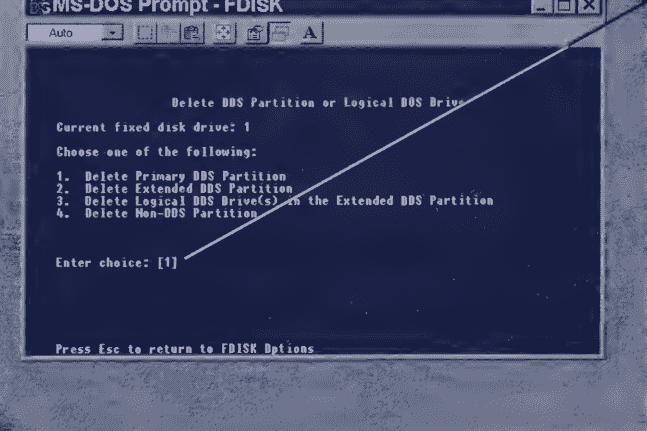 MS-DOS Prompt - FDISK
Auto
A
Delete DOS Partition or Logical DOS Drive
Current fixed disk drive: 1
Choose one of the following:
1. Delete Primary DOS Partition
2. Delete Extended DOS Partition
3. Delete Logical DOS Drive(s) in the Extended DOS Partition
4. Delete Non-DOS Partition
Enter choice: [1]
Press Esc to return to FDISK Options